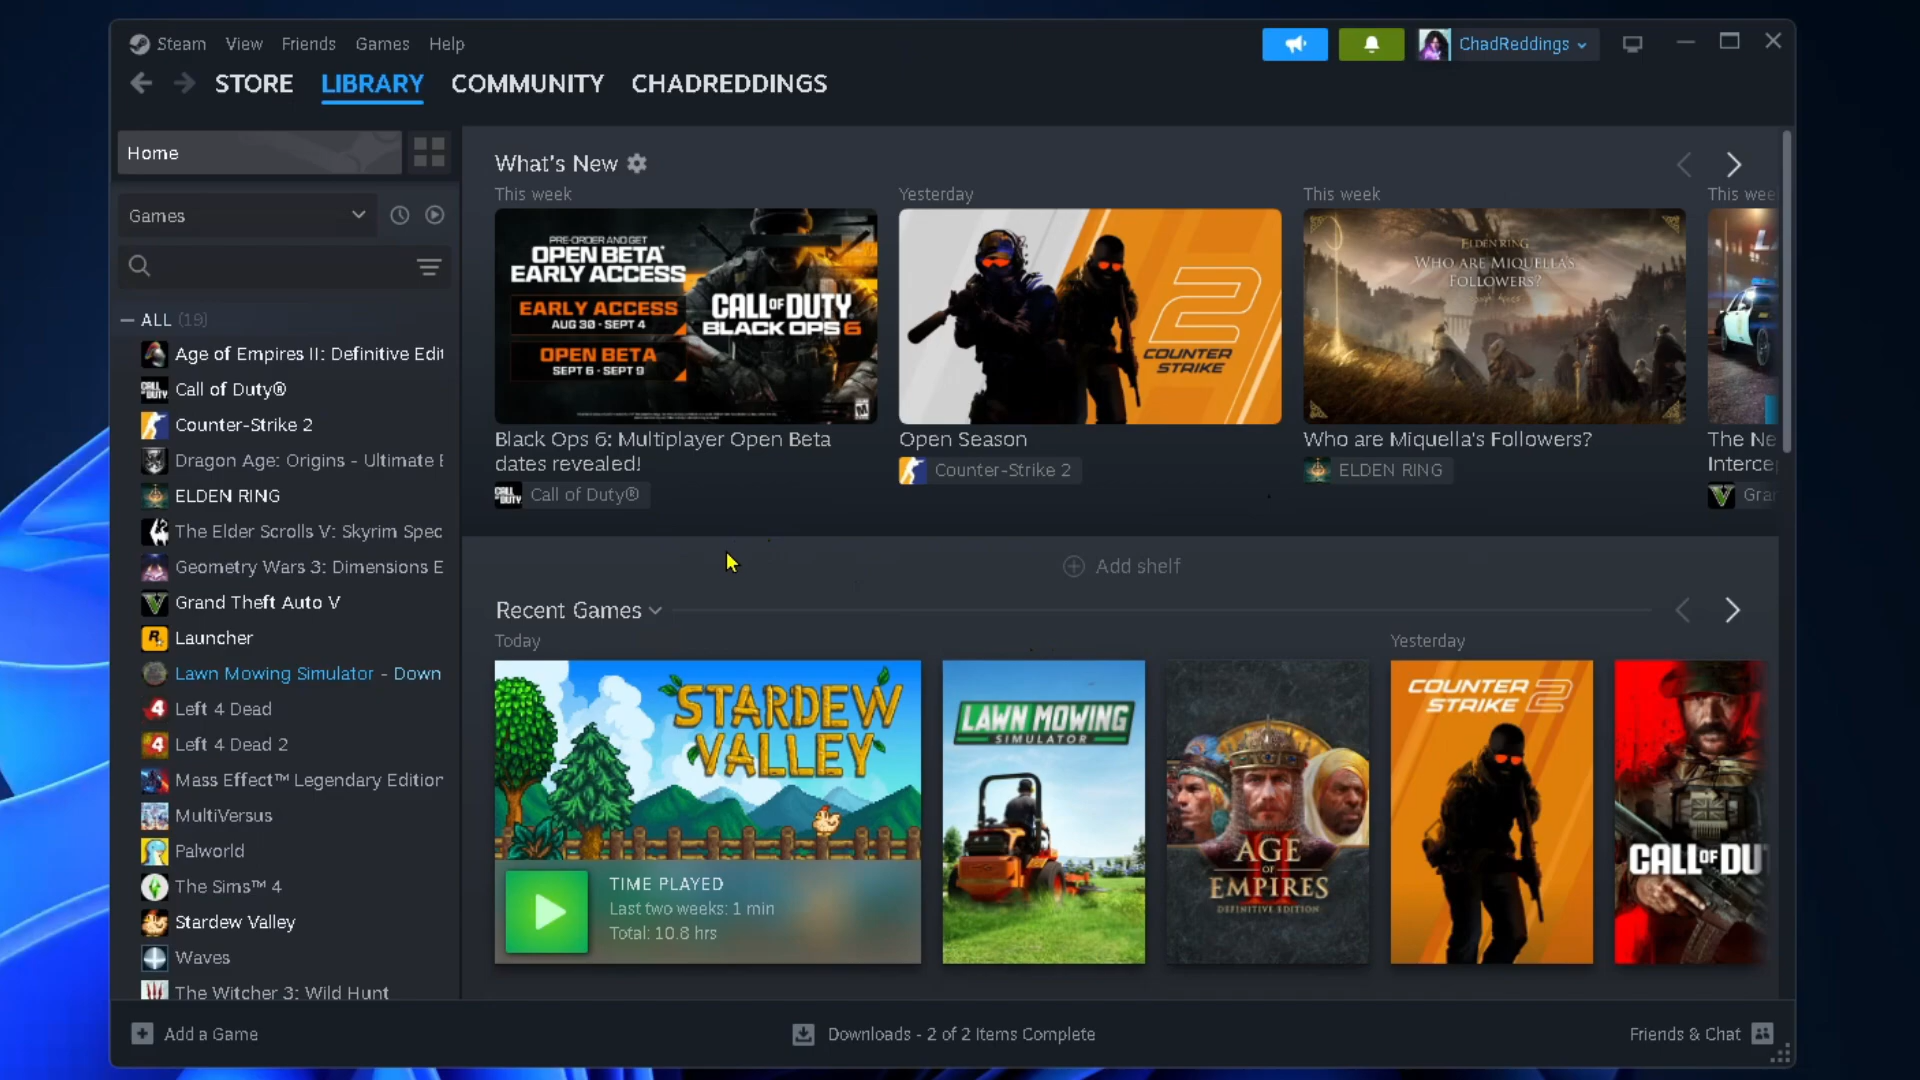 Steam View Friends Games Help
ChadReddings
STORE LIBRARY COMMUNITY CHADREDDINGS
Home
Games
ALL (19)
Age of Empires II: Definitive Edit
Call of Duty®
Counter-Strike 2
Dragon Age: Origins - Ultimate E
ELDEN RING
The Elder Scrolls V: Skyrim Spec
Geometry Wars 3: Dimensions E
Grand Theft Auto V
Launcher
Lawn Mowing Simulator - Down
Left 4 Dead
Left 4 Dead 2
Mass Effect™ Legendary Edition
MultiVersus
Palworld
The Sims™ 4
Stardew Valley
Waves
The Witcher 3: Wild Hunt
What's New
This week
PRE-ORDER AND GET
OPEN BETA*
EARLY ACCESS
EARLY ACCESS
AUG 30 - SEPT 4
OPEN BETA
SEPT 6 - SEPT 9
CALL OF DUTY
BLACK OPS 6
Black Ops 6: Multiplayer Open Beta
dates revealed!
Call of Duty®
Yesterday
2
COUNTER
STRIKE
Open Season
Counter-Strike 2
This week
ELDEN RING
WHO ARE MIQUELLA'S
FOLLOWERS?
Who are Miquella's Followers?
ELDEN RING
This wee
The Ne
Interce
Gra
Add shelf
Recent Games
Today
STARDEW
VALLEY
TIME PLAYED
Last two weeks: 1 min
Total: 10.8 hrs
LAWN MOWING
SIMULATOR
AGE
OF
EMPIRES
II
DEFINITIVE EDITION
Yesterday
COUNTER
STRIKE 2
CALL OF DU
Add a Game
Downloads - 2 of 2 Items Complete
Friends & Chat